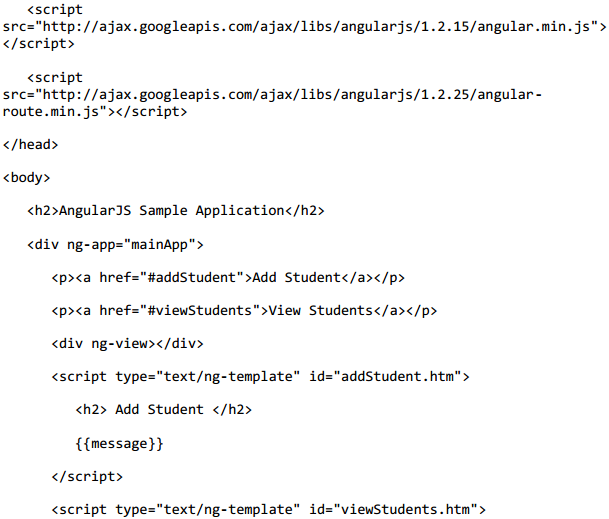 <script
src="http://ajax.googleapis.com/ajax/libs/angularjs/1.2.15/angular.min.js">
</script>
<script
src="http://ajax.googleapis.com/ajax/libs/angularjs/1.2.25/angular-
route.min.js"></script>
</head>
<body>
<h2>AngularJS Sample Application</h2>
<div ng-app="mainApp">
<p><a href="#addStudent">Add Student</a></p>
<p><a href="#viewStudents">View Students</a></p>
<div ng-view></div>
<script type="text/ng-template" id="addStudent.htm">
<h2> Add Student </h2>
{{message}}
</script>
<script type="text/ng-template" id="viewStudents.htm">